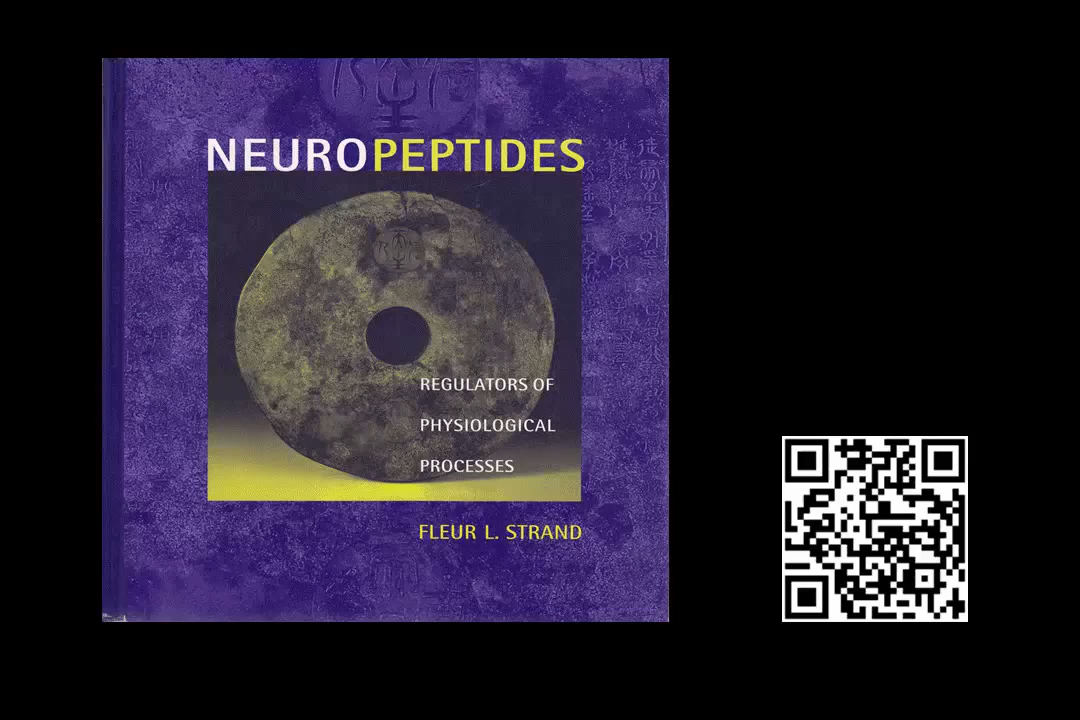 NEUROPEPTIDES
REGULATORS OF
PHYSIOLOGICAL
PROCESSES
FLEUR L. STRAND